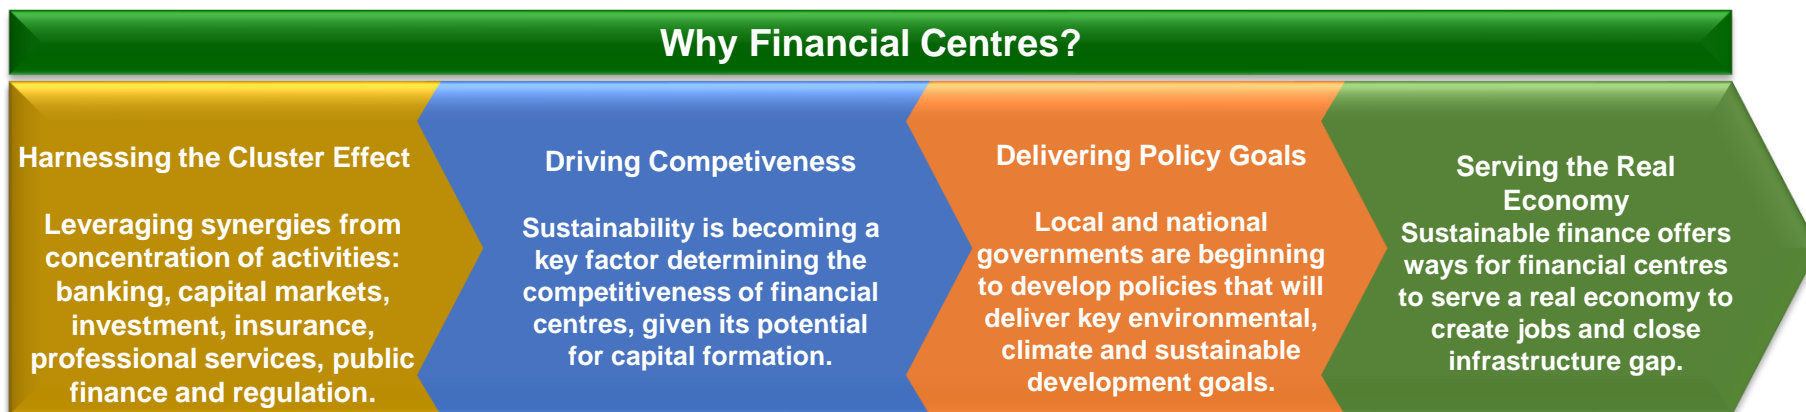 Why Financial Centres?
Harnessing the Cluster Effect
Leveraging synergies from
concentration of activities:
banking, capital markets,
investment, insurance,
professional services, public
finance and regulation.
Driving Competiveness
Sustainability is becoming a
key factor determining the
competitiveness of financial
centres, given its potential
for capital formation.
Delivering Policy Goals
Local and national
governments are beginning
to develop policies that will
deliver key environmental,
climate and sustainable
development goals.
Serving the Real
Economy
Sustainable finance offers
ways for financial centres
to serve a real economy to
create jobs and close
infrastructure gap.